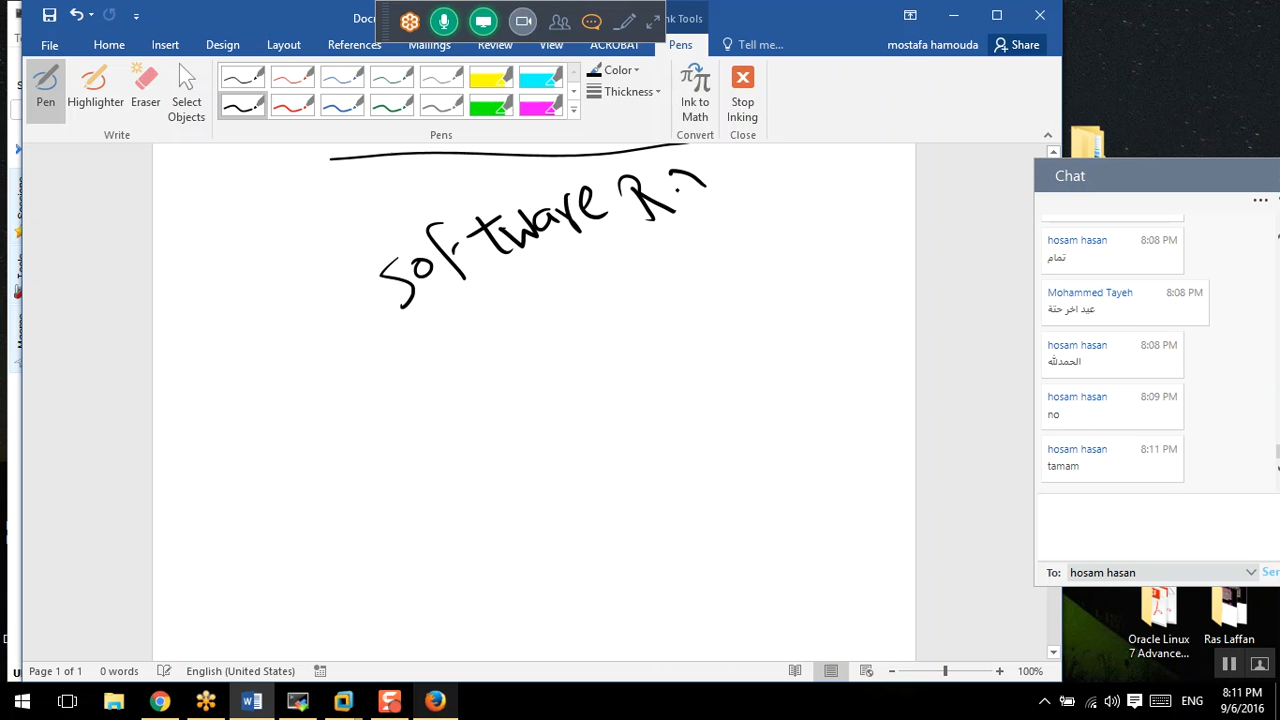 Docu
Ink Tools
File
Home
Insert
Design
Layout
References
Mailings
Review
View
ACROBAT
Pens
Tell me...
mostafa hamouda
Share
Pen
Highlighter
Eraser
Select Objects
Color
Thickness
Ink to Math
Stop Inking
Write
Pens
Convert
Close
Software R.
Chat
hosam hasan 8:08 PM
تمام
Mohammed Tayeh 8:08 PM
عيد اخر حتة
hosam hasan 8:08 PM
الحمدلله
hosam hasan 8:09 PM
no
hosam hasan 8:11 PM
tamam
To: hosam hasan
Sen
Oracle Linux 7 Advance...
Ras Laffan
Page 1 of 1
0 words
English (United States)
100%
ENG
8:11 PM
9/6/2016